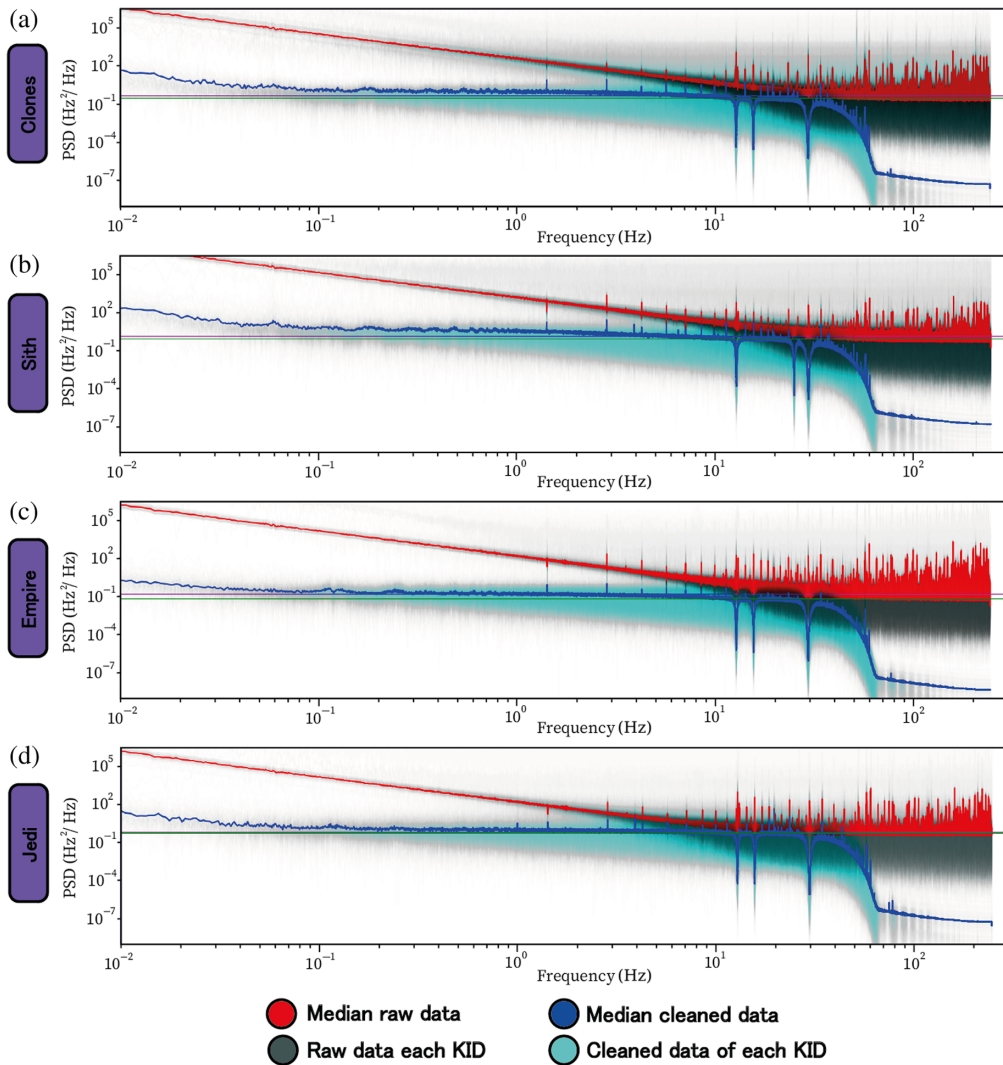 (a)
Clones
PSD (Hz²/ Hz)
10⁵
10²
10⁻¹
10⁻⁴
10⁻⁷
10⁻² 10⁻¹ 10⁰ 10¹ 10²
Frequency (Hz)
(b)
Sith
PSD (Hz²/ Hz)
10⁵
10²
10⁻¹
10⁻⁴
10⁻⁷
10⁻² 10⁻¹ 10⁰ 10¹ 10²
Frequency (Hz)
(c)
Empire
PSD (Hz²/ Hz)
10⁵
10²
10⁻¹
10⁻⁴
10⁻⁷
10⁻² 10⁻¹ 10⁰ 10¹ 10²
Frequency (Hz)
(d)
Jedi
PSD (Hz²/ Hz)
10⁵
10²
10⁻¹
10⁻⁴
10⁻⁷
10⁻² 10⁻¹ 10⁰ 10¹ 10²
Frequency (Hz)
Median raw data
Median cleaned data
Raw data each KID
Cleaned data of each KID